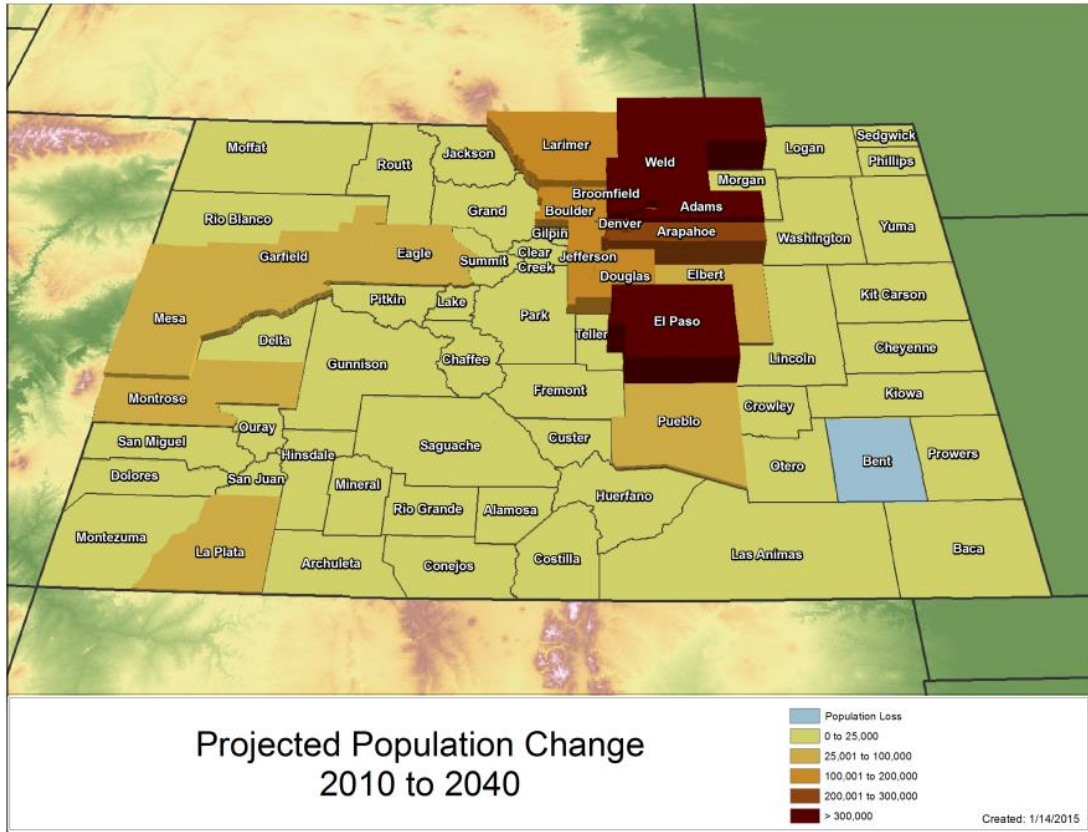 Moffat
Routt
Jackson
Larimer
Weld
Logan
Sedgwick
Phillips
Morgan
Rio Blanco
Grand
Broomfield
Boulder
Adams
Denver
Gilpin
Arapahoe
Washington
Yuma
Garfield
Eagle
Summit
Clear
Creek
Jefferson
Douglas
Elbert
Mesa
Pitkin
Lake
Park
Teller
El Paso
Kit Carson
Delta
Gunnison
Chaffee
Lincoln
Cheyenne
Montrose
Fremont
Crowley
Kiowa
Ouray
Pueblo
San Miguel
Saguache
Custer
Hinsdale
Otero
Bent
Prowers
Dolores
San Juan
Mineral
Rio Grande
Alamosa
Huerfano
Montezuma
La Plata
Archuleta
Conejos
Costilla
Las Animas
Baca
Projected Population Change
2010 to 2040
Population Loss
0 to 25,000
25,001 to 100,000
100,001 to 200,000
200,001 to 300,000
> 300,000
Created: 1/14/2015